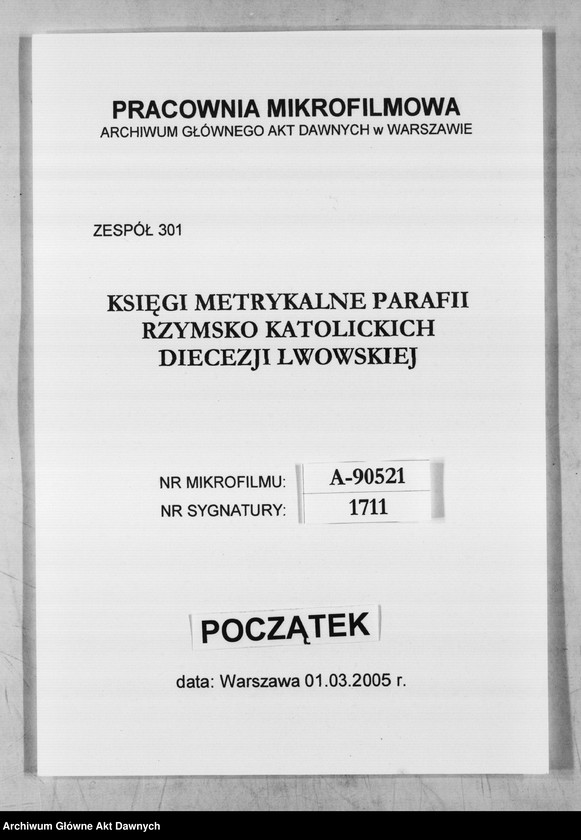 PRACOWNIA MIKROFILMOWA
ARCHIWUM GŁÓWNEGO AKT DAWNYCH w WARSZAWIE
ZESPÓŁ 301
KSIĘGI METRYKALNE PARAFII
RZYMSKO KATOLICKICH
DIECEZJI LWOWSKIEJ
NR MIKROFILMU: A-90521
NR SYGNATURY: 1711
POCZĄTEK
data: Warszawa 01.03.2005 r.
Archiwum Główne Akt Dawnych